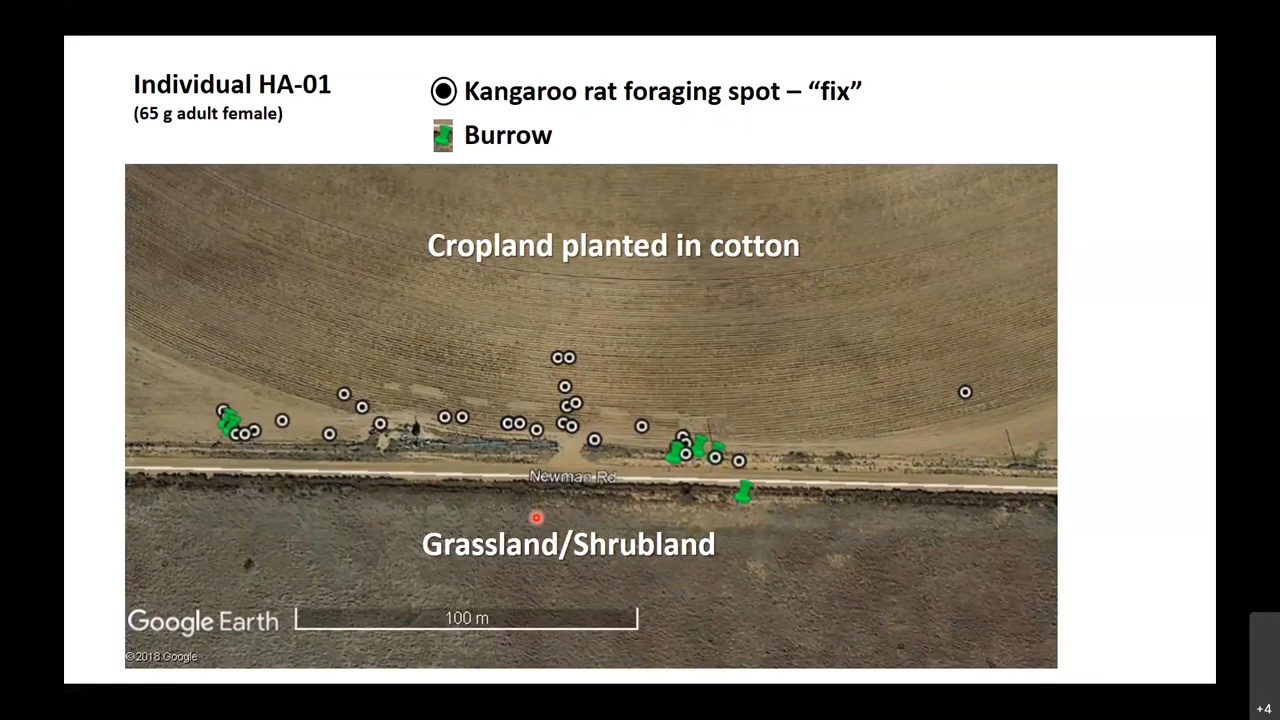 Individual HA-01
(65 g adult female)
Kangaroo rat foraging spot – “fix”
Burrow
Cropland planted in cotton
Newman Rd
Grassland/Shrubland
Google Earth
100 m
©2018 Google
+4